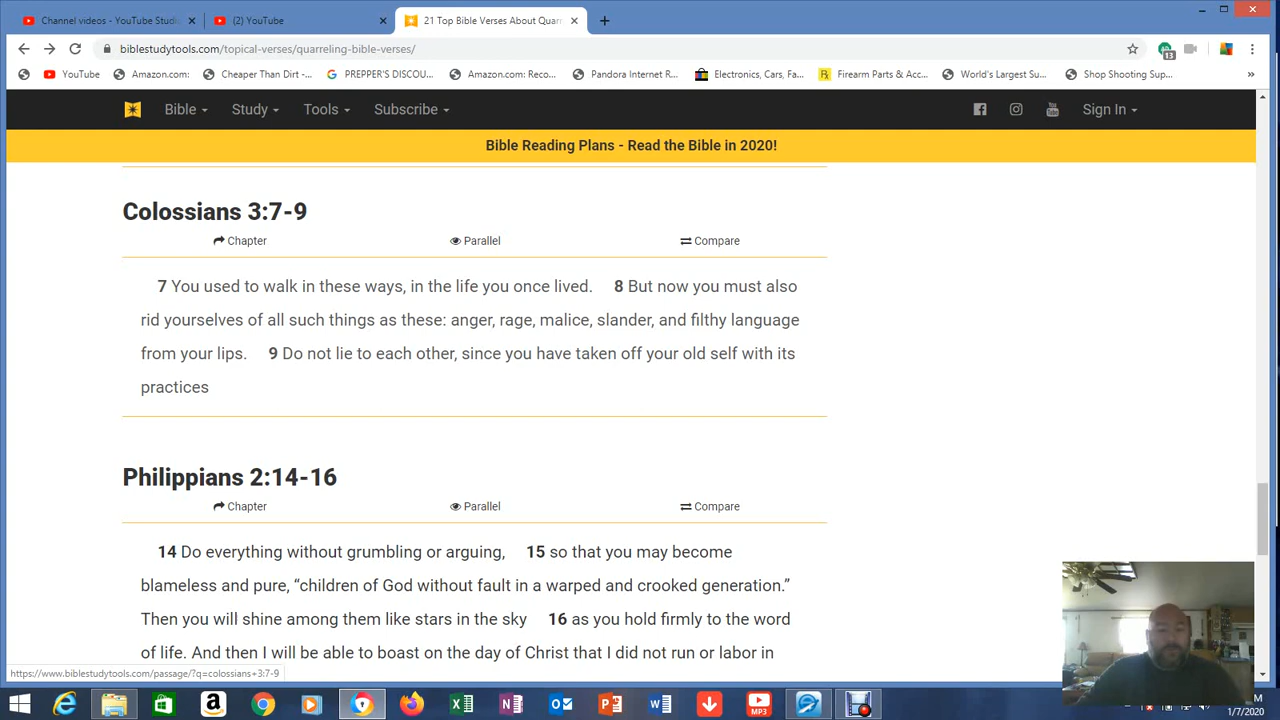 Channel videos - YouTube Studi
(2) YouTube
21 Top Bible Verses About Quarr
biblestudytools.com/topical-verses/quarreling-bible-verses/
13
YouTube
Amazon.com:
Cheaper Than Dirt -...
PREPPER'S DISCOU...
Amazon.com: Reco...
Pandora Internet R...
Electronics, Cars, Fa...
Firearm Parts & Acc...
World's Largest Su...
Shop Shooting Sup...
Bible
Study
Tools
Subscribe
Sign In
Bible Reading Plans - Read the Bible in 2020!
Colossians 3:7-9
Chapter
Parallel
Compare
7 You used to walk in these ways, in the life you once lived. 8 But now you must also
rid yourselves of all such things as these: anger, rage, malice, slander, and filthy language
from your lips. 9 Do not lie to each other, since you have taken off your old self with its
practices
Philippians 2:14-16
Chapter
Parallel
Compare
14 Do everything without grumbling or arguing, 15 so that you may become
blameless and pure, “children of God without fault in a warped and crooked generation.”
Then you will shine among them like stars in the sky 16 as you hold firmly to the word
of life. And then I will be able to boast on the day of Christ that I did not run or labor in
https://www.biblestudytools.com/passage/?q=colossians+3:7-9
MP3
M
1/7/2020